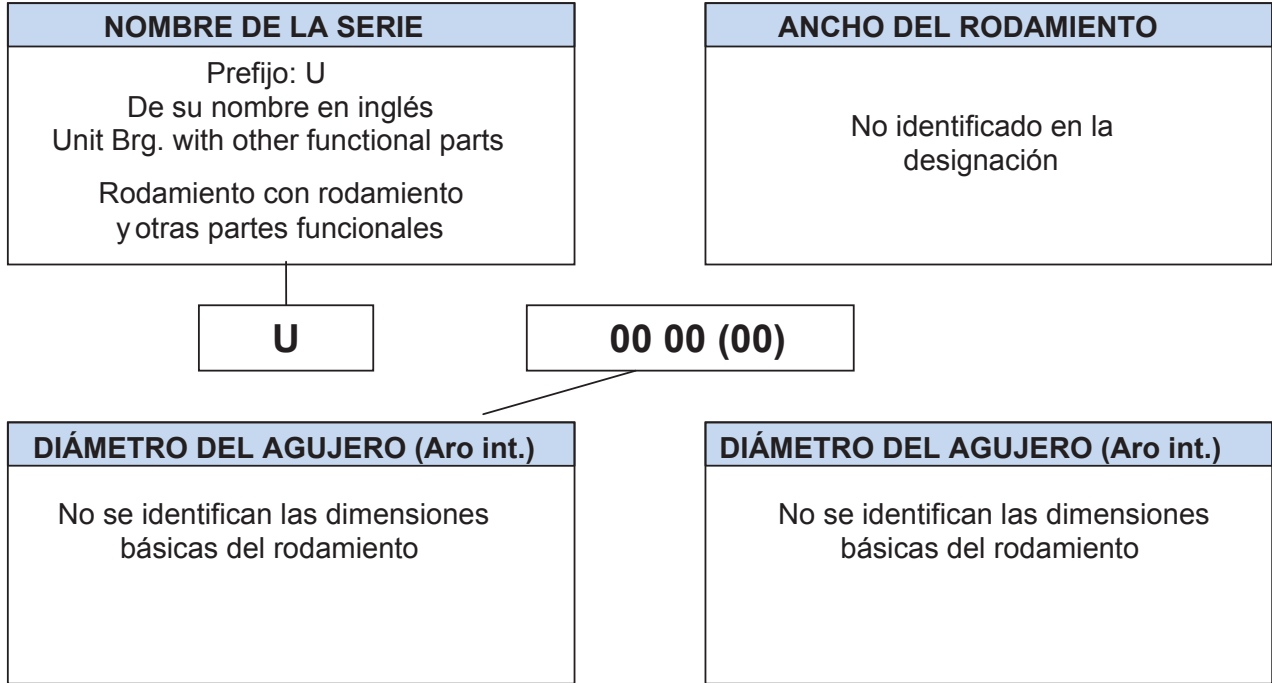 NOMBRE DE LA SERIE
Prefijo: U
De su nombre en inglés
Unit Brg. with other functional parts
Rodamiento con rodamiento
y otras partes funcionales
ANCHO DEL RODAMIENTO
No identificado en la
designación
U
00 00 (00)
DIÁMETRO DEL AGUJERO (Aro int.)
No se identifican las dimensiones
básicas del rodamiento
DIÁMETRO DEL AGUJERO (Aro int.)
No se identifican las dimensiones
básicas del rodamiento